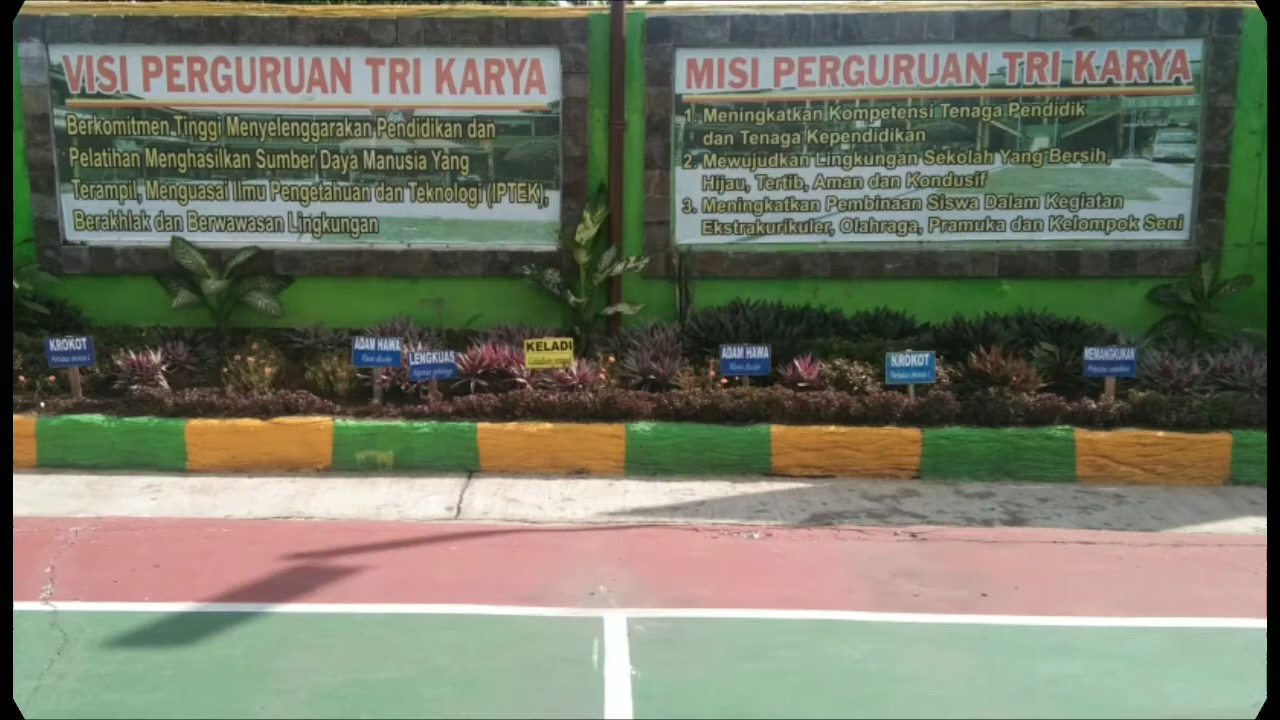 VISI PERGURUAN TRI KARYA
Berkomitmen Tinggi Menyelenggarakan Pendidikan dan
Pelatihan Menghasilkan Sumber Daya Manusia Yang
Terampil, Menguasai Ilmu Pengetahuan dan Teknologi (IPTEK),
Berakhlak dan Berwawasan Lingkungan
MISI PERGURUAN TRI KARYA
1. Meningkatkan Kompetensi Tenaga Pendidik
dan Tenaga Kependidikan
2. Mewujudkan Lingkungan Sekolah Yang Bersih,
Hijau, Tertib, Aman dan Kondusif
3. Meningkatkan Pembinaan Siswa Dalam Kegiatan
Ekstrakurikuler, Olahraga, Pramuka dan Kelompok Seni
KROKOT
ADAM HAWA
LENGKUAS
KELADI
ADAM HAWA
KROKOT
MEMANGKUKAN